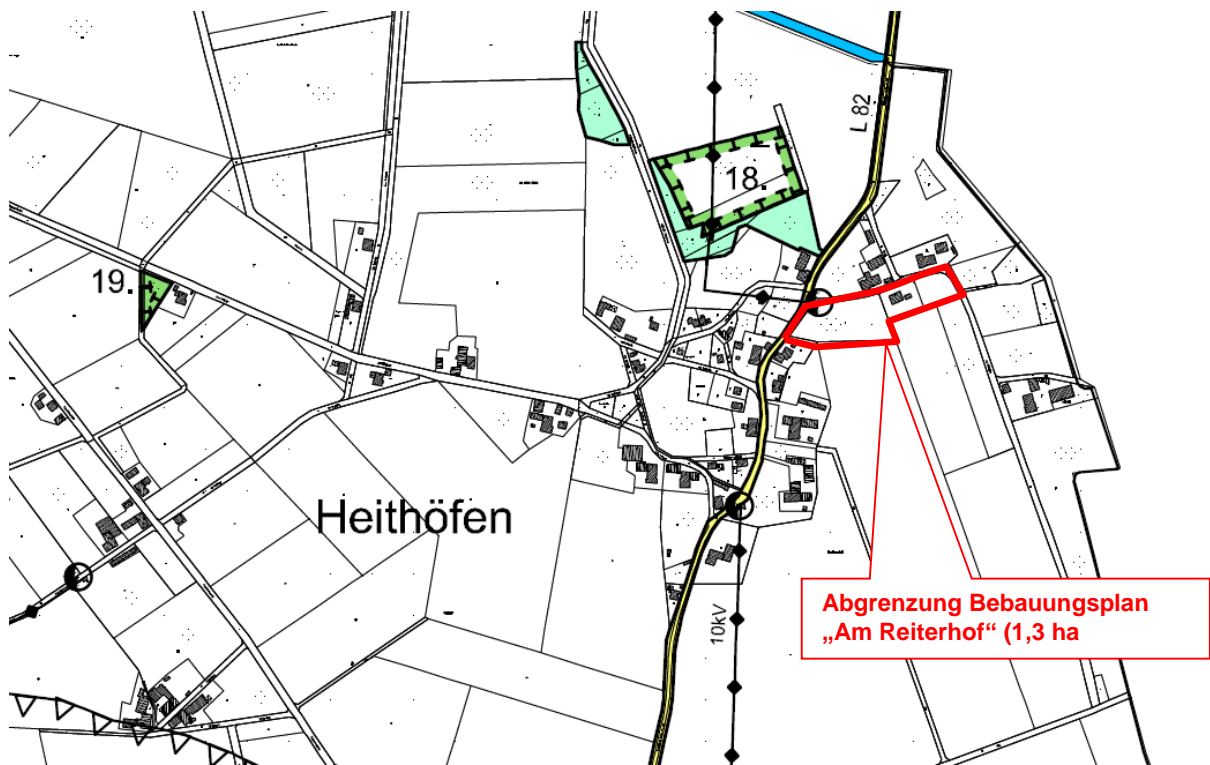 L 82
18.
19.
Heithöfen
10kV
Abgrenzung Bebauungsplan
„Am Reiterhof“ (1,3 ha